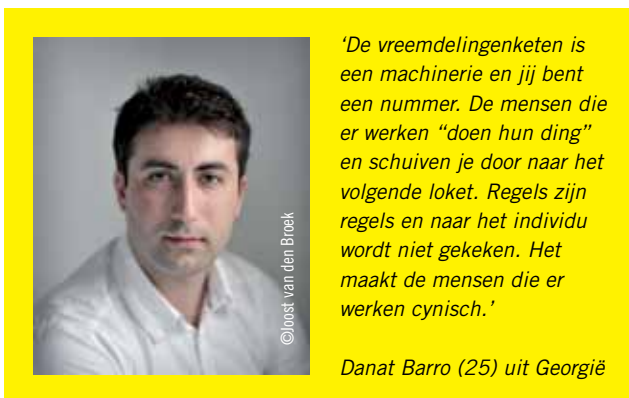 ‘De vreemdelingenketen is
een machinerie en jij bent
een nummer. De mensen die
er werken “doen hun ding”
en schuiven je door naar het
volgende loket. Regels zijn
regels en naar het individu
wordt niet gekeken. Het
maakt de mensen die er
werken cynisch.’
Danat Barro (25) uit Georgië
©Joost van den Broek